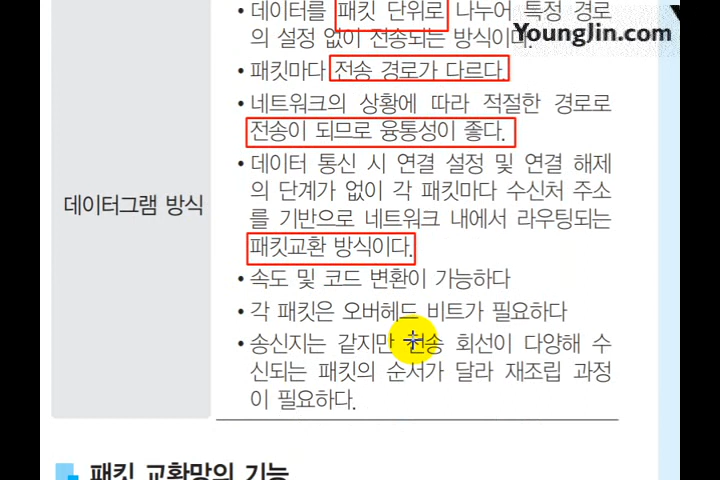 • 데이터를 패킷 단위로 나누어 특정 경로
의 설정 없이 전송되는 방식이다.
YoungJin.com
• 패킷마다 전송 경로가 다르다.
• 네트워크의 상황에 따라 적절한 경로로
전송이 되므로 융통성이 좋다.
• 데이터 통신 시 연결 설정 및 연결 해제
의 단계가 없이 각 패킷마다 수신처 주소
를 기반으로 네트워크 내에서 라우팅되는
패킷교환 방식이다.
데이터그램 방식
• 속도 및 코드 변환이 가능하다
• 각 패킷은 오버헤드 비트가 필요하다
• 송신지는 같지만 전송 회선이 다양해 수
신되는 패킷의 순서가 달라 재조립 과정
이 필요하다.
패킷 교환망의 기능